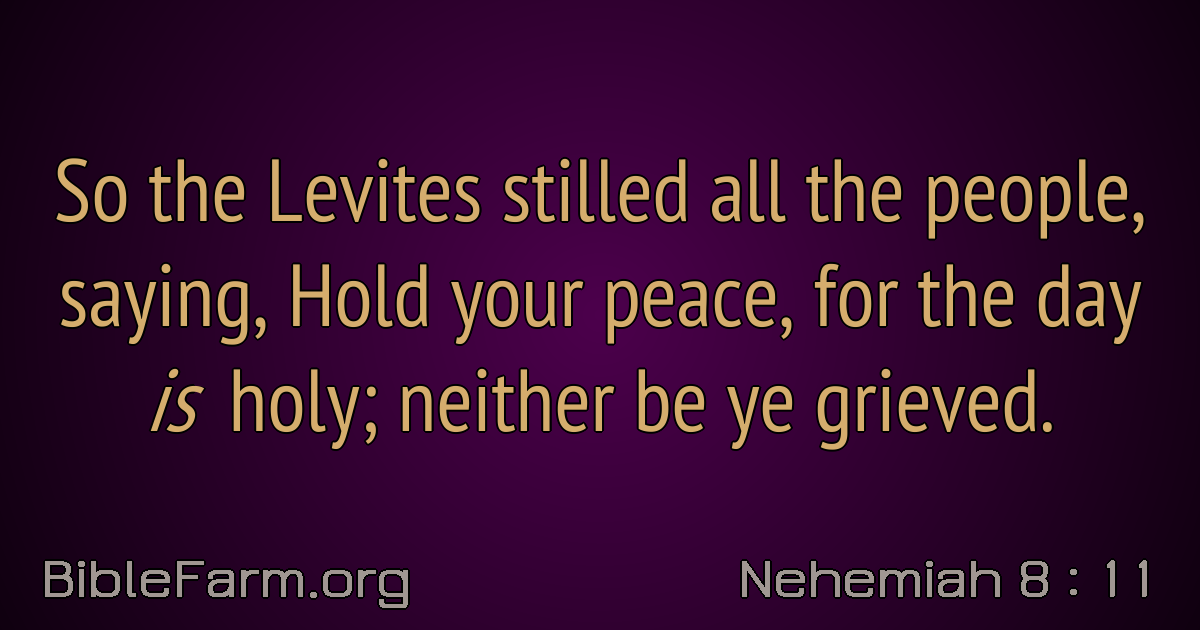 So the Levites stilled all the people,
saying, Hold your peace, for the day
is holy; neither be ye grieved.
BibleFarm.org
Nehemiah 8 : 11